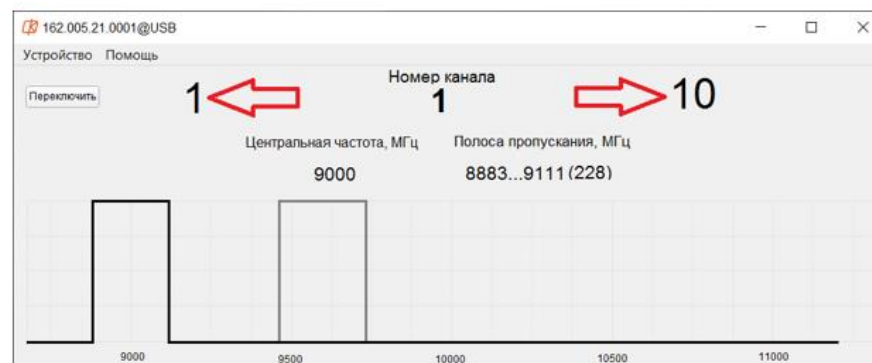 162.005.21.0001@USB
Устройство Помощь
Номер канала
Переключить
1
1
10
Центральная частота, МГц
Полоса пропускания, МГц
9000
8883...9111 (228)
9000 9500 10000 10500 11000